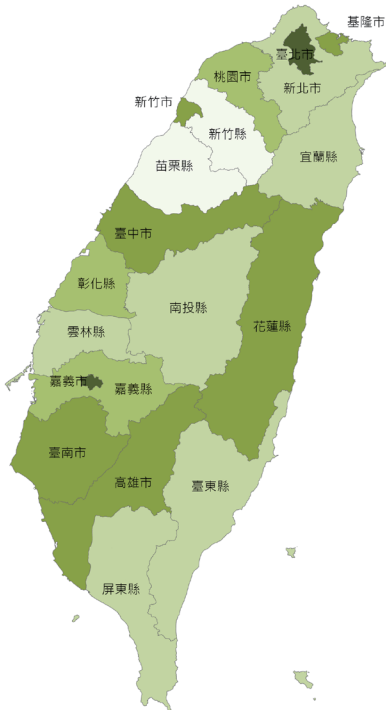 基隆市
臺北市
桃園市
新北市
新竹市
新竹縣
宜蘭縣
苗栗縣
臺中市
彰化縣
南投縣
花蓮縣
雲林縣
嘉義市
嘉義縣
臺南市
高雄市
臺東縣
屏東縣